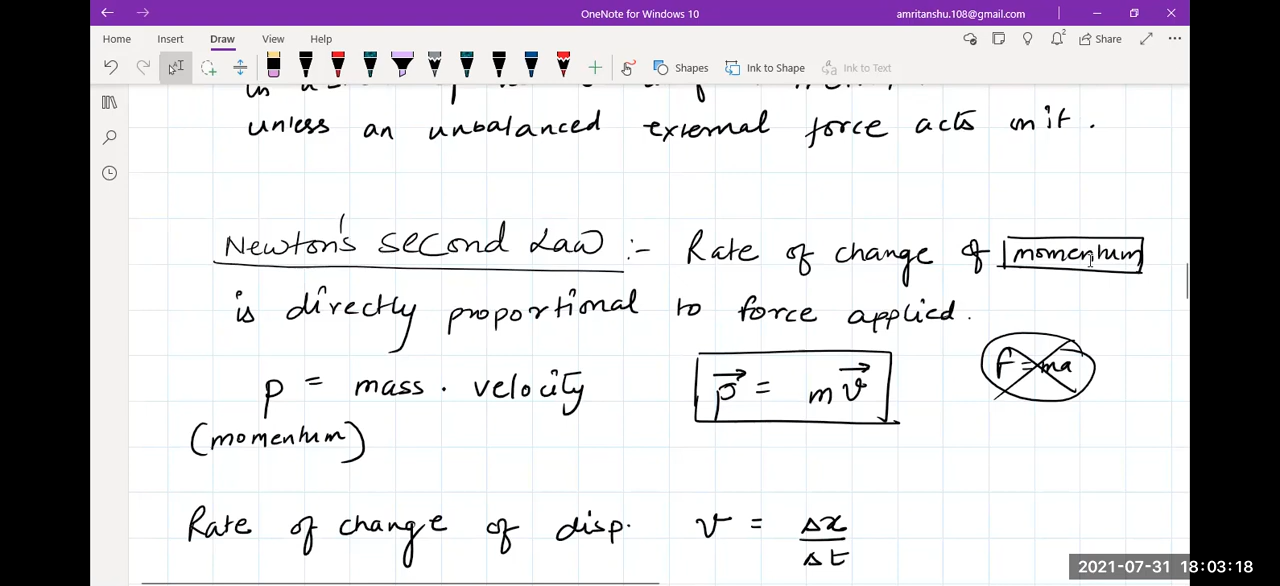 OneNote for Windows 10
amritanshu.108@gmail.com
Home Insert Draw View Help
Share
Shapes Ink to Shape Ink to Text
unless an unbalanced external force acts on it .
Newton's second Law :- Rate of change of momentum
is directly proportional to force applied.
F = ma
p = mass . velocity
p⃗ = m v⃗
(momentum)
Rate of change of disp. v = Δx
Δt
2021-07-31 18:03:18